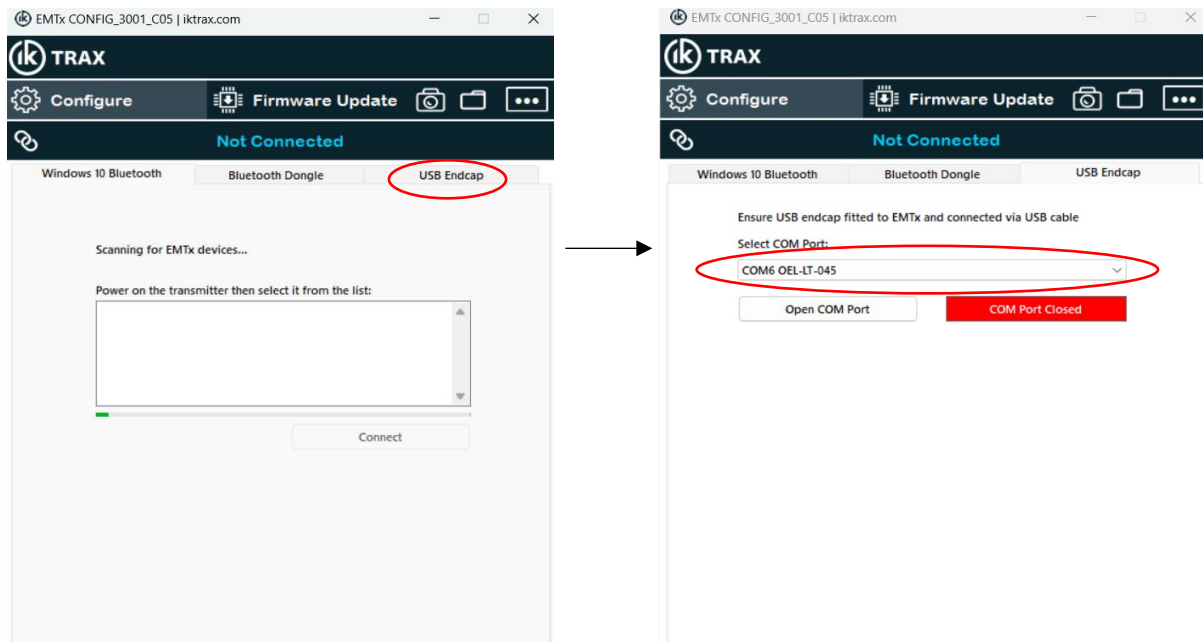 EMTx CONFIG_3001_C05 | iktrax.com
ik TRAX
Configure
Firmware Update
Not Connected
Windows 10 Bluetooth
Bluetooth Dongle
USB Endcap
Scanning for EMTx devices...
Power on the transmitter then select it from the list:
Connect
EMTx CONFIG_3001_C05 | iktrax.com
ik TRAX
Configure
Firmware Update
Not Connected
Windows 10 Bluetooth
Bluetooth Dongle
USB Endcap
Ensure USB endcap fitted to EMTx and connected via USB cable
Select COM Port:
COM6 OEL-LT-045
Open COM Port
COM Port Closed